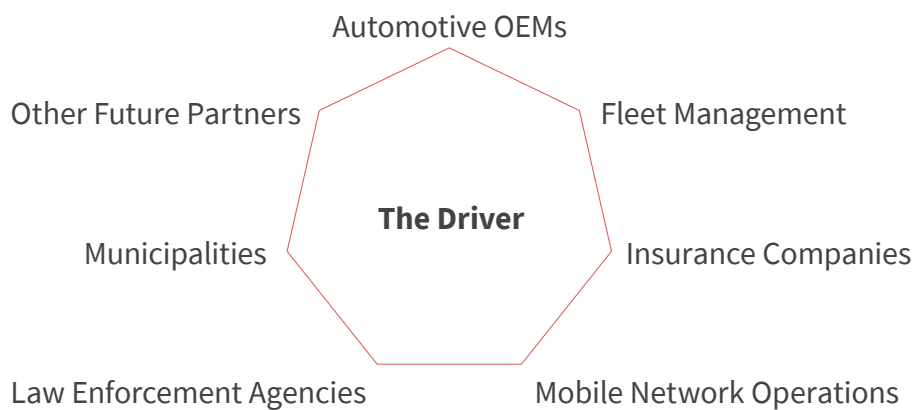 Automotive OEMs
Other Future Partners
Fleet Management
The Driver
Municipalities
Insurance Companies
Law Enforcement Agencies
Mobile Network Operations